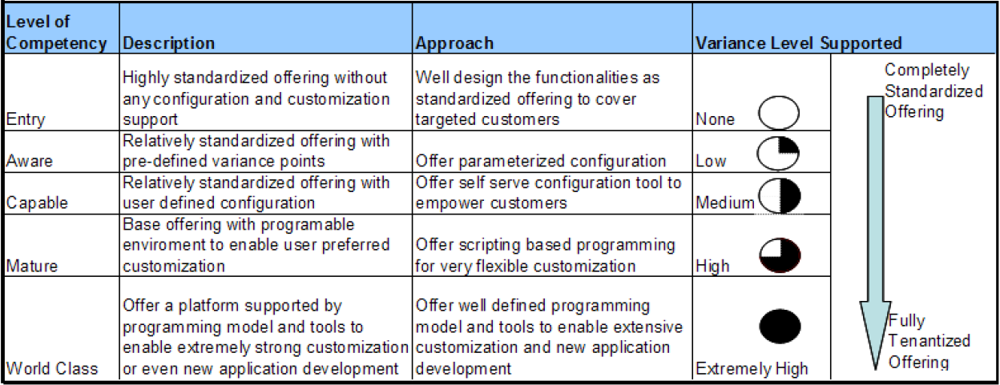 Level of
Competency
Description
Approach
Variance Level Supported
Entry
Highly standardized offering without
any configuration and customization
support
Well design the functionalities as
standardized offering to cover
targeted customers
None
Aware
Relatively standardized offering with
pre-defined variance points
Offer parameterized configuration
Low
Capable
Relatively standardized offering with
user defined configuration
Offer self serve configuration tool to
empower customers
Medium
Mature
Base offering with programable
enviroment to enable user preferred
customization
Offer scripting based programming
for very flexible customization
High
World Class
Offer a platform supported by
programming model and tools to
enable extremely strong customization
or even new application development
Offer well defined programming
model and tools to enable extensive
customization and new application
development
Extremely High
Completely
Standardized
Offering
Fully
Tenantized
Offering